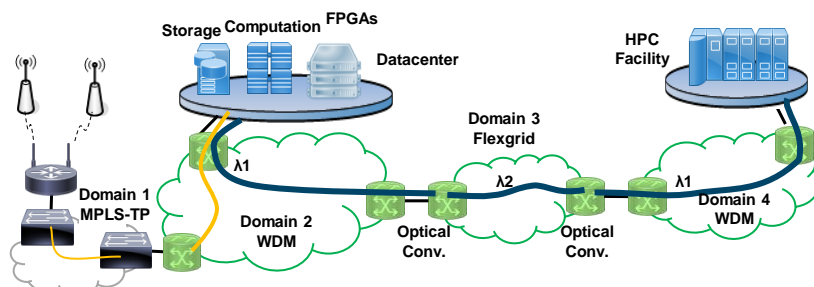 Storage
Computation
FPGAs
Datacenter
HPC
Facility
Domain 3
Flexgrid
λ1
λ2
λ1
Domain 1
MPLS-TP
Domain 2
WDM
Optical
Conv.
Optical
Conv.
Domain 4
WDM